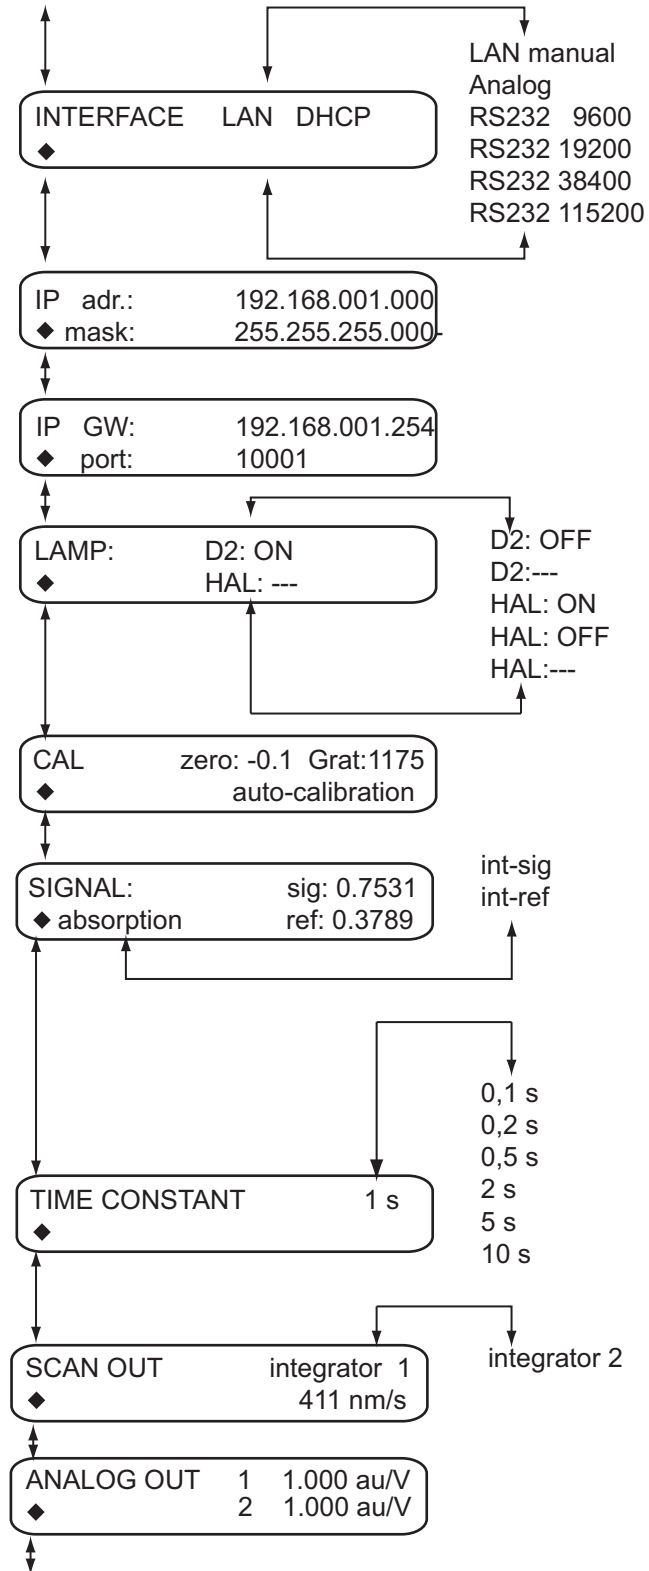 LAN manual
Analog
RS232 9600
RS232 19200
RS232 38400
RS232 115200
INTERFACE LAN DHCP
◆
IP adr.: 192.168.001.000
◆ mask: 255.255.255.000-
IP GW: 192.168.001.254
◆ port: 10001
LAMP: D2: ON
◆ HAL: ---
D2: OFF
D2:---
HAL: ON
HAL: OFF
HAL:---
CAL zero: -0.1 Grat:1175
◆ auto-calibration
SIGNAL: sig: 0.7531
◆ absorption ref: 0.3789
int-sig
int-ref
TIME CONSTANT 1 s
◆
0,1 s
0,2 s
0,5 s
2 s
5 s
10 s
SCAN OUT integrator 1
◆ 411 nm/s
integrator 2
ANALOG OUT 1 1.000 au/V
◆ 2 1.000 au/V